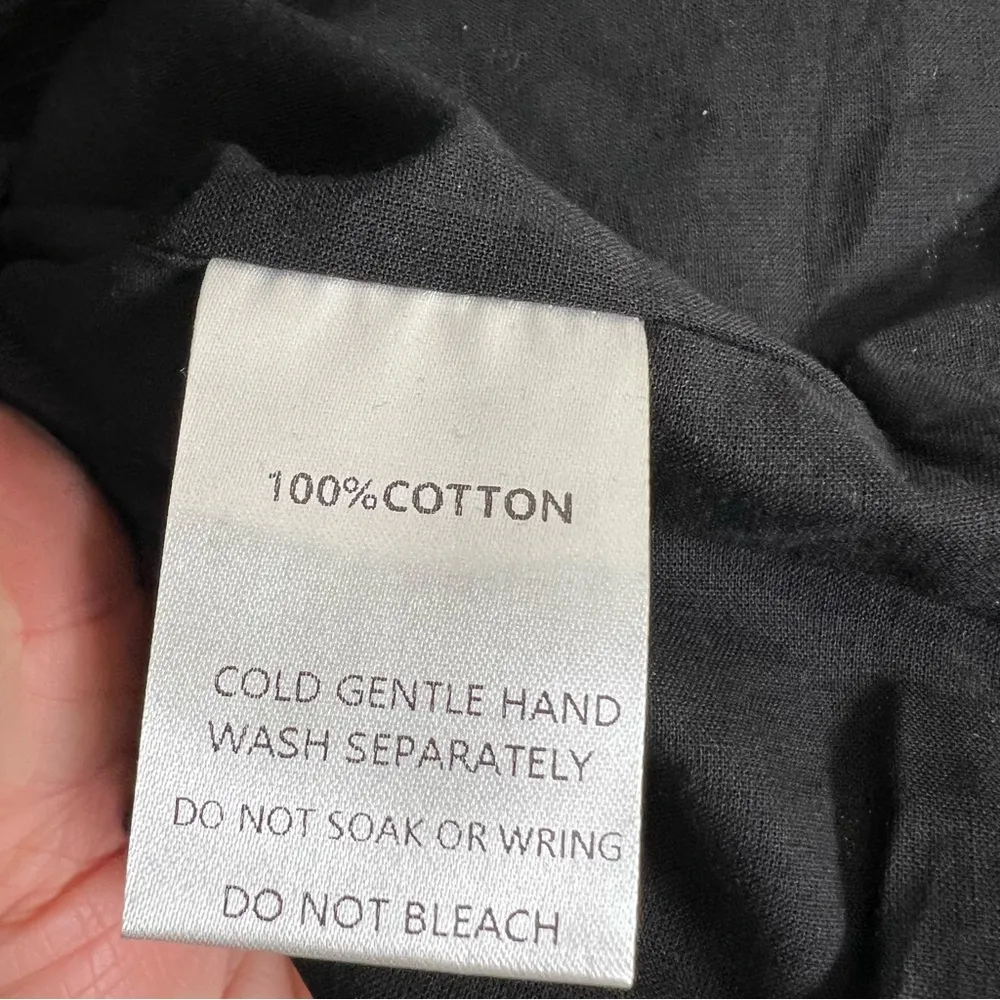 100%COTTON
COLD GENTLE HAND
WASH SEPARATELY
DO NOT SOAK OR WRING
DO NOT BLEACH